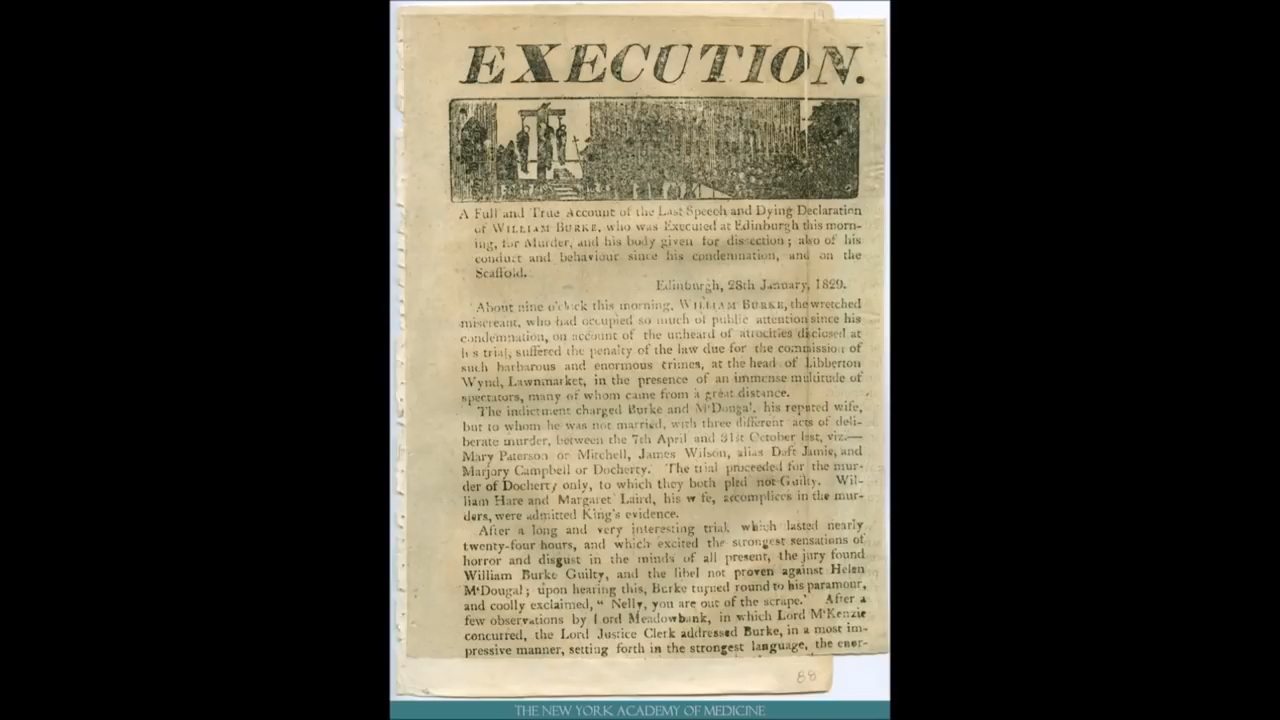 EXECUTION.
A Full and True Account of the Last Speech and Dying Declaration
of WILLIAM BURKE, who was Executed at Edinburgh this morn-
ing, for Murder, and his body given for dissection; also of his
conduct and behaviour since his condemnation, and on the
Scaffold.
Edinburgh, 28th January, 1829.
About nine o'clock this morning, WILLIAM BURKE, the wretched
miscreant, who had occupied so much of public attention since his
condemnation, on account of the unheard of atrocities disclosed at
his trial, suffered the penalty of the law due for the commission of
such barbarous and enormous crimes, at the head of Libberton
Wynd, Lawnmarket, in the presence of an immense multitude of
spectators, many of whom came from a great distance.
The indictment charged Burke and M'Dougal, his reputed wife,
but to whom he was not married, with three different acts of deli-
berate murder, between the 7th April and 31st October last, viz.—
Mary Paterson or Mitchell, James Wilson, alias Daft Jamie, and
Marjory Campbell or Docherty. The trial proceeded for the mur-
der of Docherty only, to which they both pled not Guilty. Wil-
liam Hare and Margaret Laird, his wife, accomplices in the mur-
ders, were admitted King's evidence.
After a long and very interesting trial, which lasted nearly
twenty-four hours, and which excited the strongest sensations of
horror and disgust in the minds of all present, the jury found
William Burke Guilty, and the libel not proven against Helen
M'Dougal; upon hearing this, Burke turned round to his paramour,
and coolly exclaimed, “ Nelly, you are out of the scrape.' After a
few observations by Lord Meadowbank, in which Lord M'Kenzie
concurred, the Lord Justice Clerk addressed Burke, in a most im-
pressive manner, setting forth in the strongest language, the enor-
88
THE NEW YORK ACADEMY OF MEDICINE